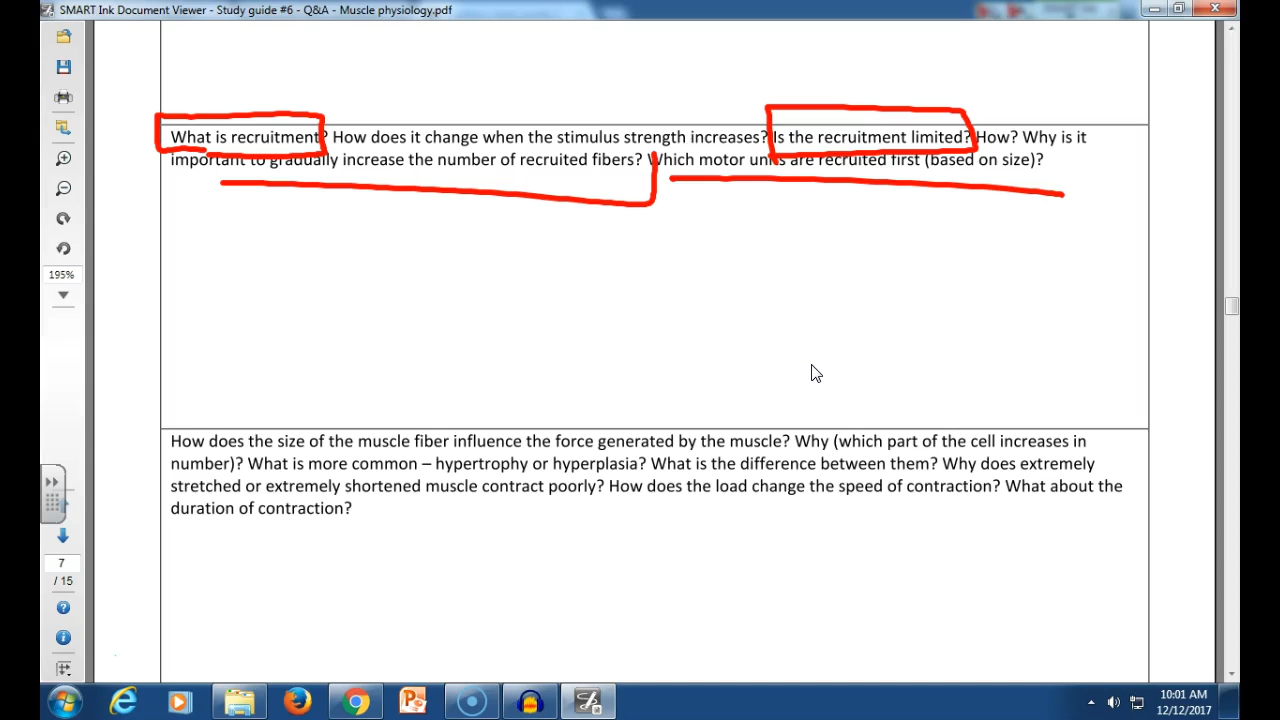 SMART Ink Document Viewer - Study guide #6 - Q&A - Muscle physiology.pdf
What is recruitment? How does it change when the stimulus strength increases? Is the recruitment limited? How? Why is it
important to gradually increase the number of recruited fibers? Which motor units are recruited first (based on size)?
195%
How does the size of the muscle fiber influence the force generated by the muscle? Why (which part of the cell increases in
number)? What is more common – hypertrophy or hyperplasia? What is the difference between them? Why does extremely
stretched or extremely shortened muscle contract poorly? How does the load change the speed of contraction? What about the
duration of contraction?
7
/ 15
10:01 AM
12/12/2017